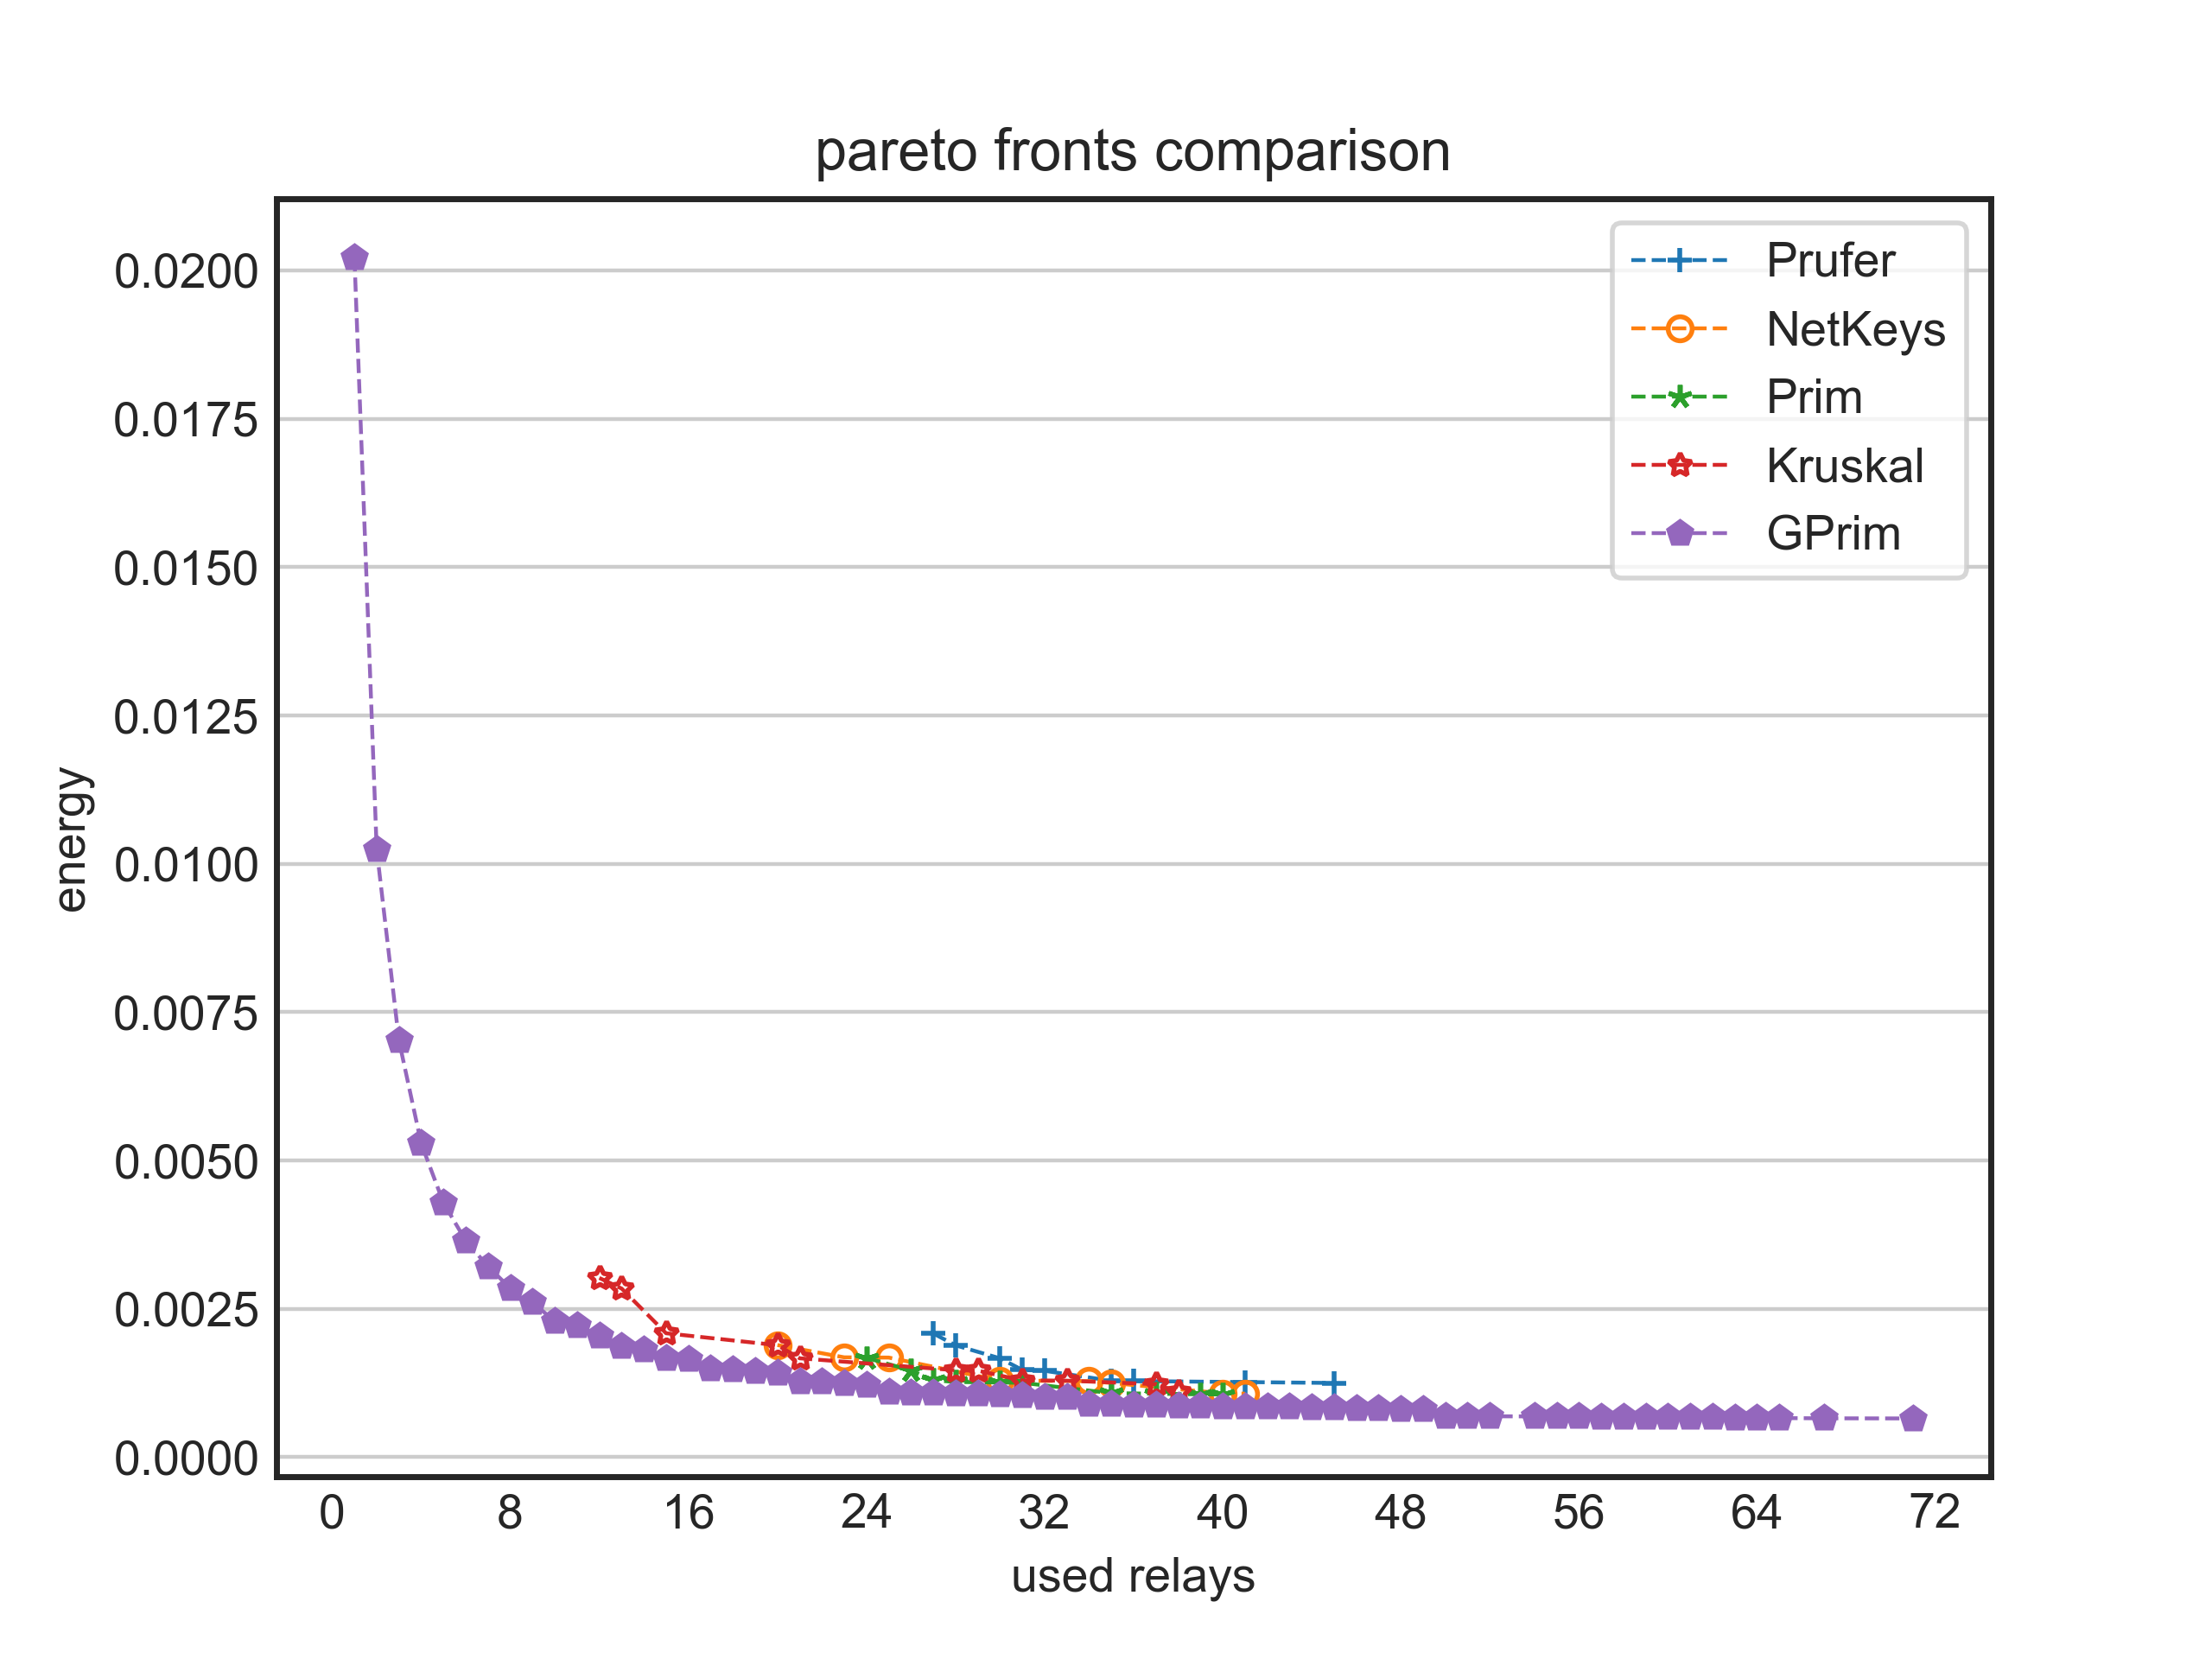 pareto fronts comparison
0.0200
0.0175
0.0150
0.0125
0.0100
0.0075
0.0050
0.0025
0.0000
energy
Prufer
NetKeys
Prim
Kruskal
GPrim
0 8 16 24 32 40 48 56 64 72
used relays